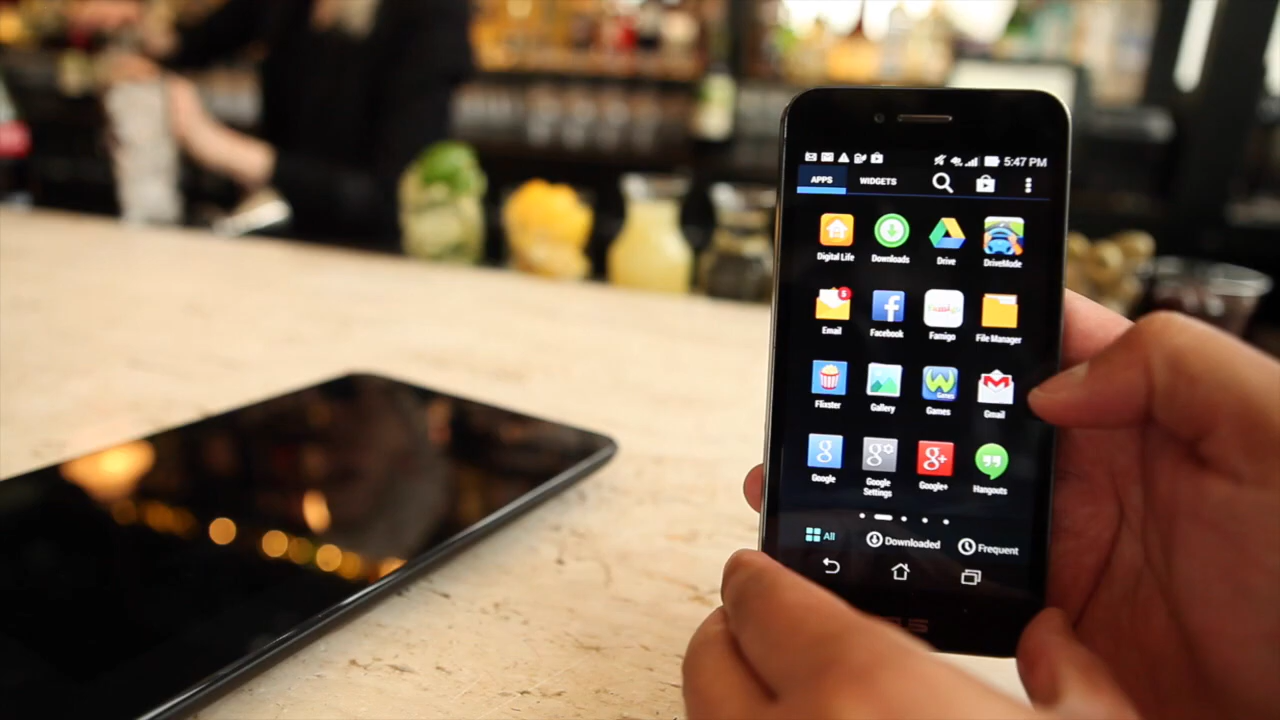 5:47 PM
APPS WIDGETS
Digital Life Downloads Drive DriveMode
5
Email Facebook Famigo File Manager
Flixster Gallery Games Gmail
Google Google Settings Google+ Hangouts
All Downloaded Frequent